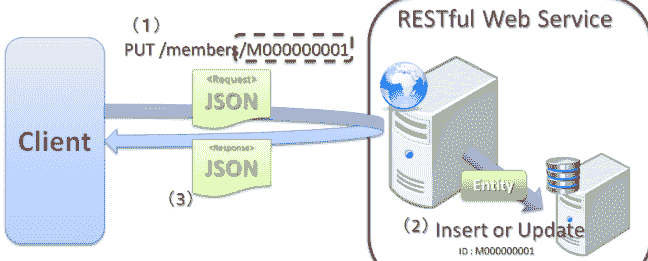 (1)
RESTful Web Service
PUT /members/M000000001
<Request>
JSON
Client
<Response>
JSON
(3)
Entity
(2) Insert or Update
ID : M000000001